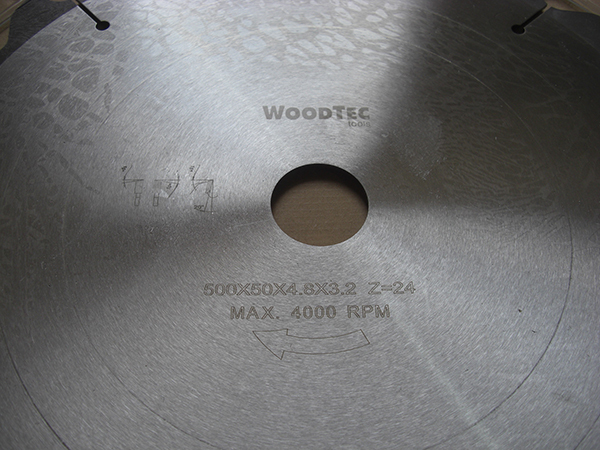 WOODTEC
tools
500X50X4.8X3.2 Z=24
MAX. 4000 RPM